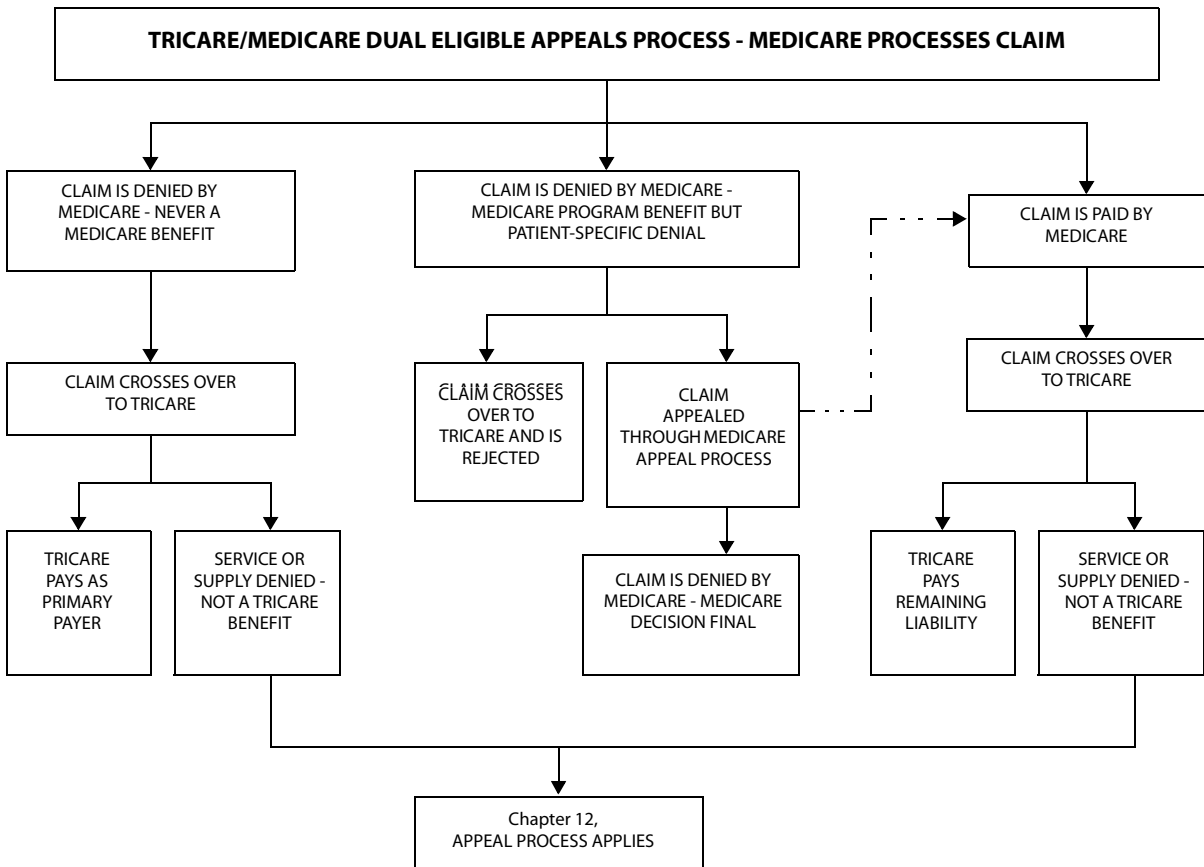 TRICARE/MEDICARE DUAL ELIGIBLE APPEALS PROCESS - MEDICARE PROCESSES CLAIM
CLAIM IS DENIED BY
MEDICARE - NEVER A
MEDICARE BENEFIT
CLAIM IS DENIED BY MEDICARE -
MEDICARE PROGRAM BENEFIT BUT
PATIENT-SPECIFIC DENIAL
CLAIM IS PAID BY
MEDICARE
CLAIM CROSSES OVER
TO TRICARE
CLAIM CROSSES
OVER TO
TRICARE AND IS
REJECTED
CLAIM
APPEALED
THROUGH MEDICARE
APPEAL PROCESS
CLAIM CROSSES OVER
TO TRICARE
TRICARE
PAYS AS
PRIMARY
PAYER
SERVICE OR
SUPPLY DENIED -
NOT A TRICARE
BENEFIT
CLAIM IS DENIED BY
MEDICARE - MEDICARE
DECISION FINAL
TRICARE
PAYS
REMAINING
LIABILITY
SERVICE OR
SUPPLY DENIED -
NOT A TRICARE
BENEFIT
Chapter 12,
APPEAL PROCESS APPLIES